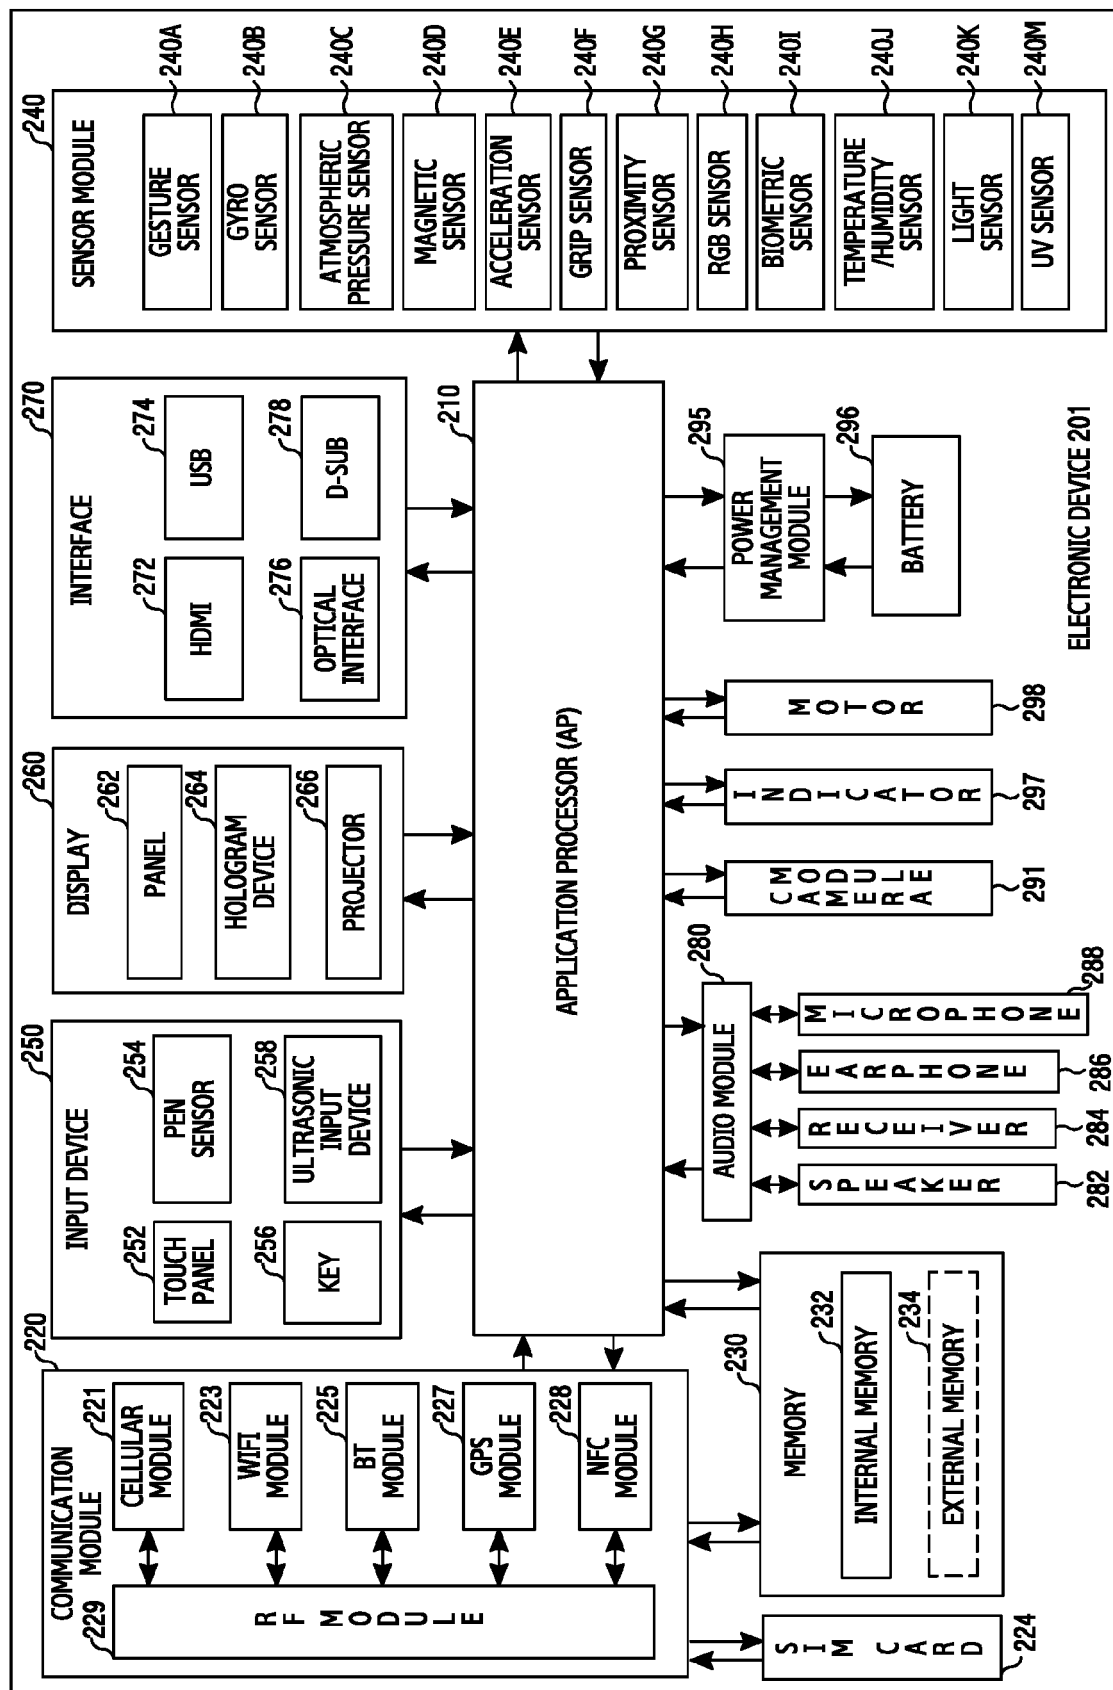 COMMUNICATION
MODULE
220
229
RF MODULE
221
CELLULAR
MODULE
223
WIFI
MODULE
225
BT
MODULE
227
GPS
MODULE
228
NFC
MODULE
SIM CARD
224
250
INPUT DEVICE
252
TOUCH
PANEL
254
PEN
SENSOR
256
KEY
258
ULTRASONIC
INPUT
DEVICE
260
DISPLAY
262
PANEL
264
HOLOGRAM
DEVICE
266
PROJECTOR
270
INTERFACE
272
HDMI
274
USB
276
OPTICAL
INTERFACE
278
D-SUB
240
SENSOR MODULE
GESTURE
SENSOR
240A
GYRO
SENSOR
240B
ATMOSPHERIC
PRESSURE SENSOR
240C
MAGNETIC
SENSOR
240D
ACCELERATION
SENSOR
240E
GRIP SENSOR
240F
PROXIMITY
SENSOR
240G
RGB SENSOR
240H
BIOMETRIC
SENSOR
240I
TEMPERATURE
/HUMIDITY
SENSOR
240J
LIGHT
SENSOR
240K
UV SENSOR
240M
210
APPLICATION PROCESSOR (AP)
230
MEMORY
232
INTERNAL MEMORY
234
EXTERNAL MEMORY
280
AUDIO MODULE
SPEAKER
282
RECEIVER
284
EARPHONE
286
MICROPHONE
288
CAMERA
MODULE
291
INDICATOR
297
MOTOR
298
295
POWER
MANAGEMENT
MODULE
296
BATTERY
ELECTRONIC DEVICE 201